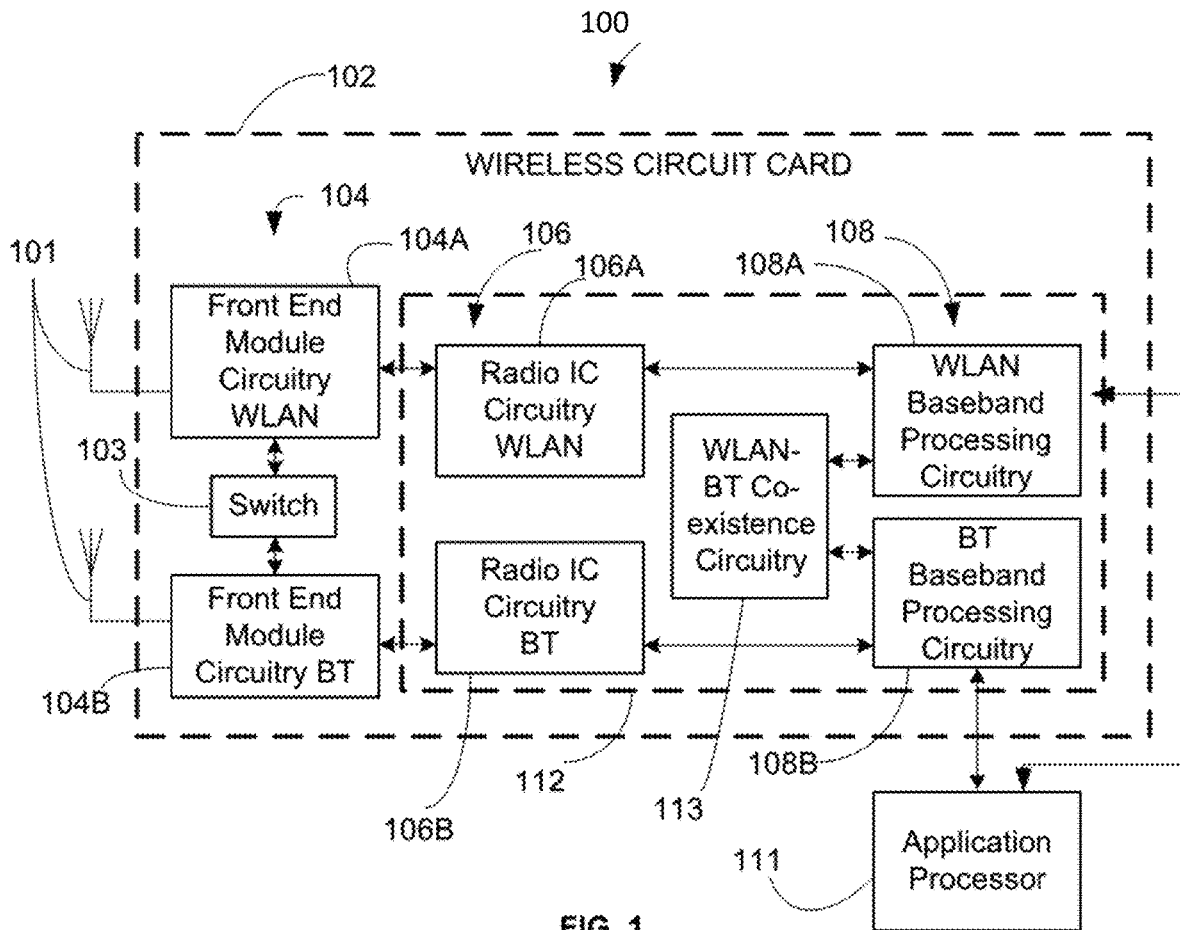 100
102
WIRELESS CIRCUIT CARD
104
101
104A
106
106A
108
108A
Front End
Module
Circuitry
WLAN
Radio IC
Circuitry
WLAN
WLAN
Baseband
Processing
Circuitry
103
Switch
WLAN-
BT Co-
existence
Circuitry
Front End
Module
Circuitry BT
Radio IC
Circuitry
BT
BT
Baseband
Processing
Circuitry
104B
106B
112
113
108B
111
Application
Processor
FIG. 1